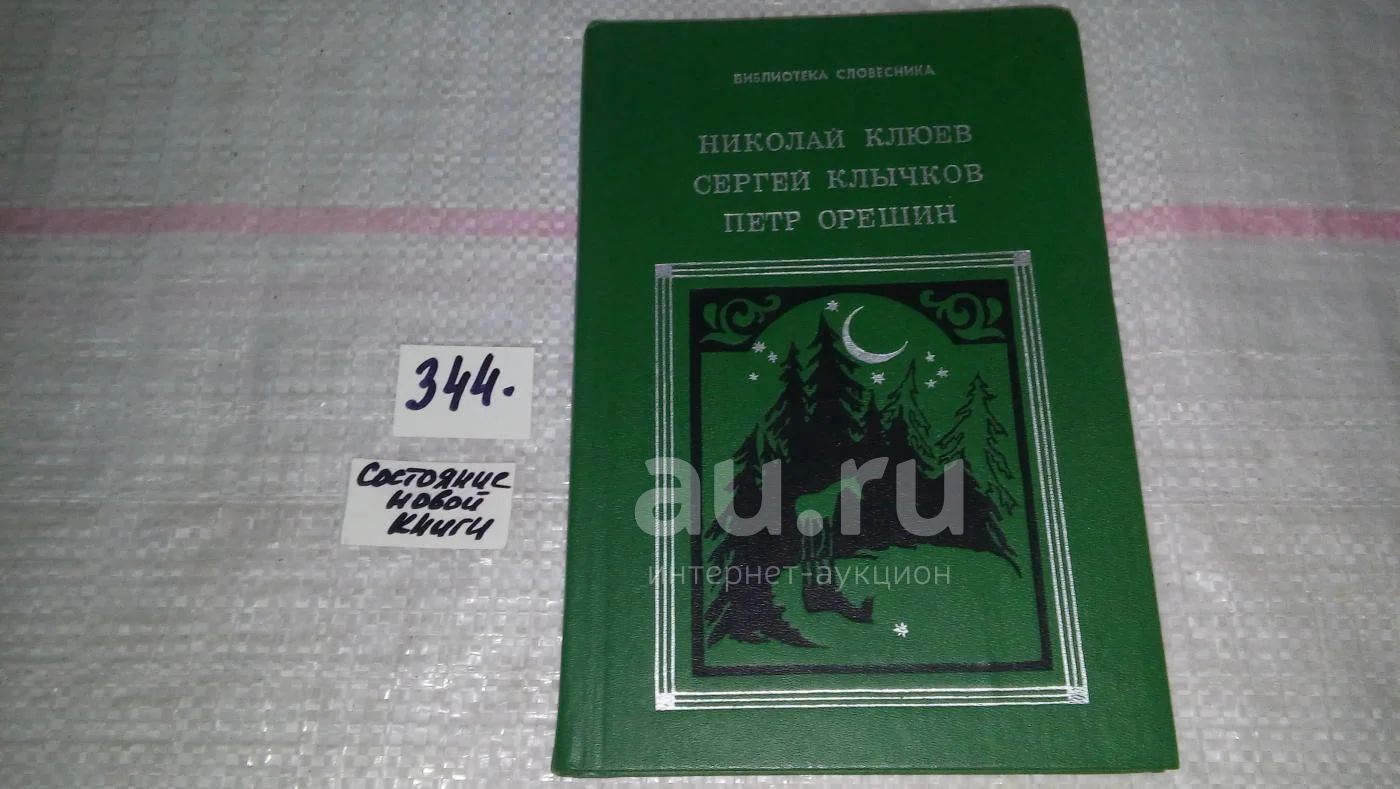 БИБЛИОТЕКА СЛОВЕСНИКА
НИКОЛАЙ КЛЮЕВ
СЕРГЕЙ КЛЫЧКОВ
ПЕТР ОРЕШИН
344.
Состояние
новой
книги
au.ru
интернет-аукцион